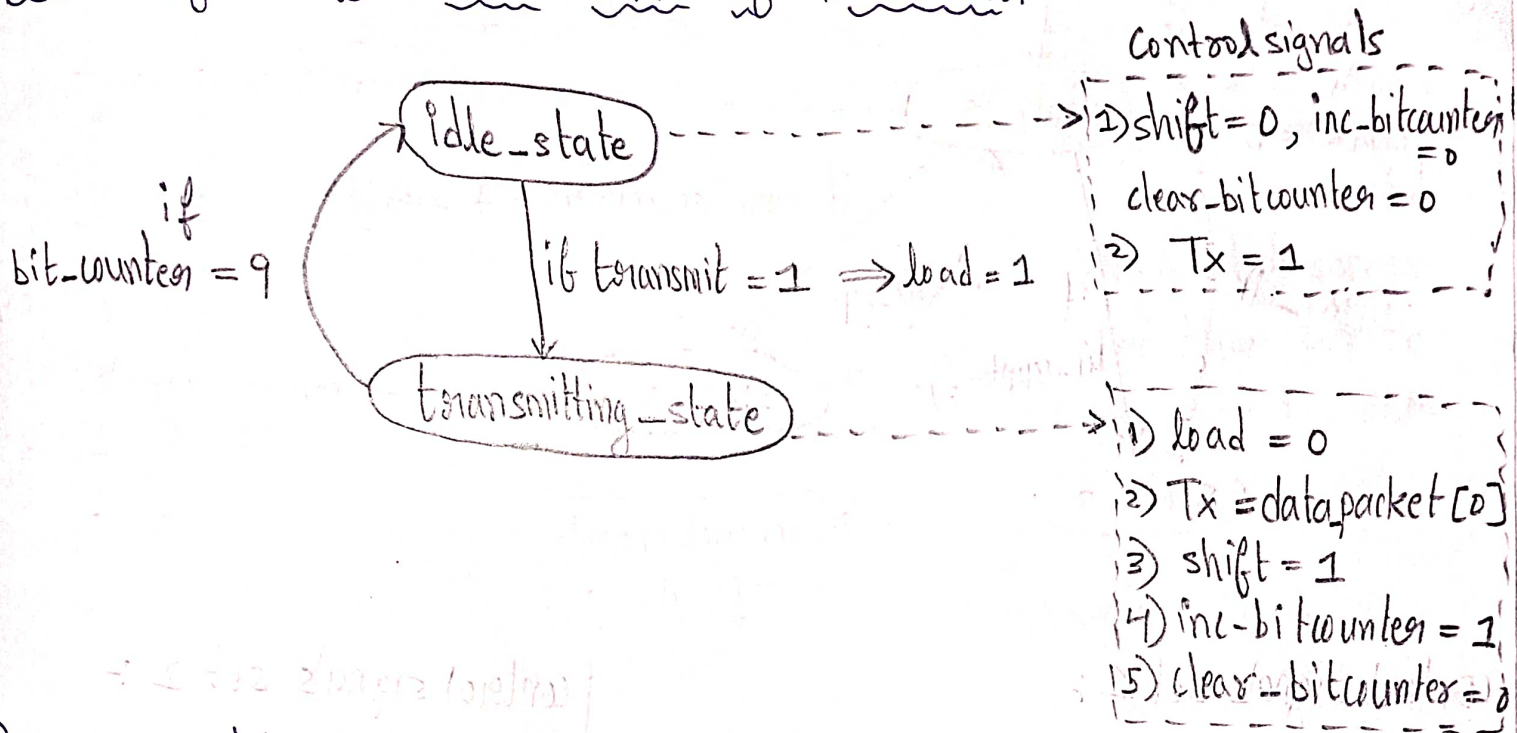 Control signals
idle_state
1) shift = 0, inc-bitcounter
= 0
clear-bitcounter = 0
2) Tx = 1
if
bit-counter = 9
if transmit = 1 ⇒ load = 1
transmitting_state
1) load = 0
2) Tx = data_packet [0]
3) shift = 1
4) inc-bitcounter = 1
5) clear-bitcounter = 0